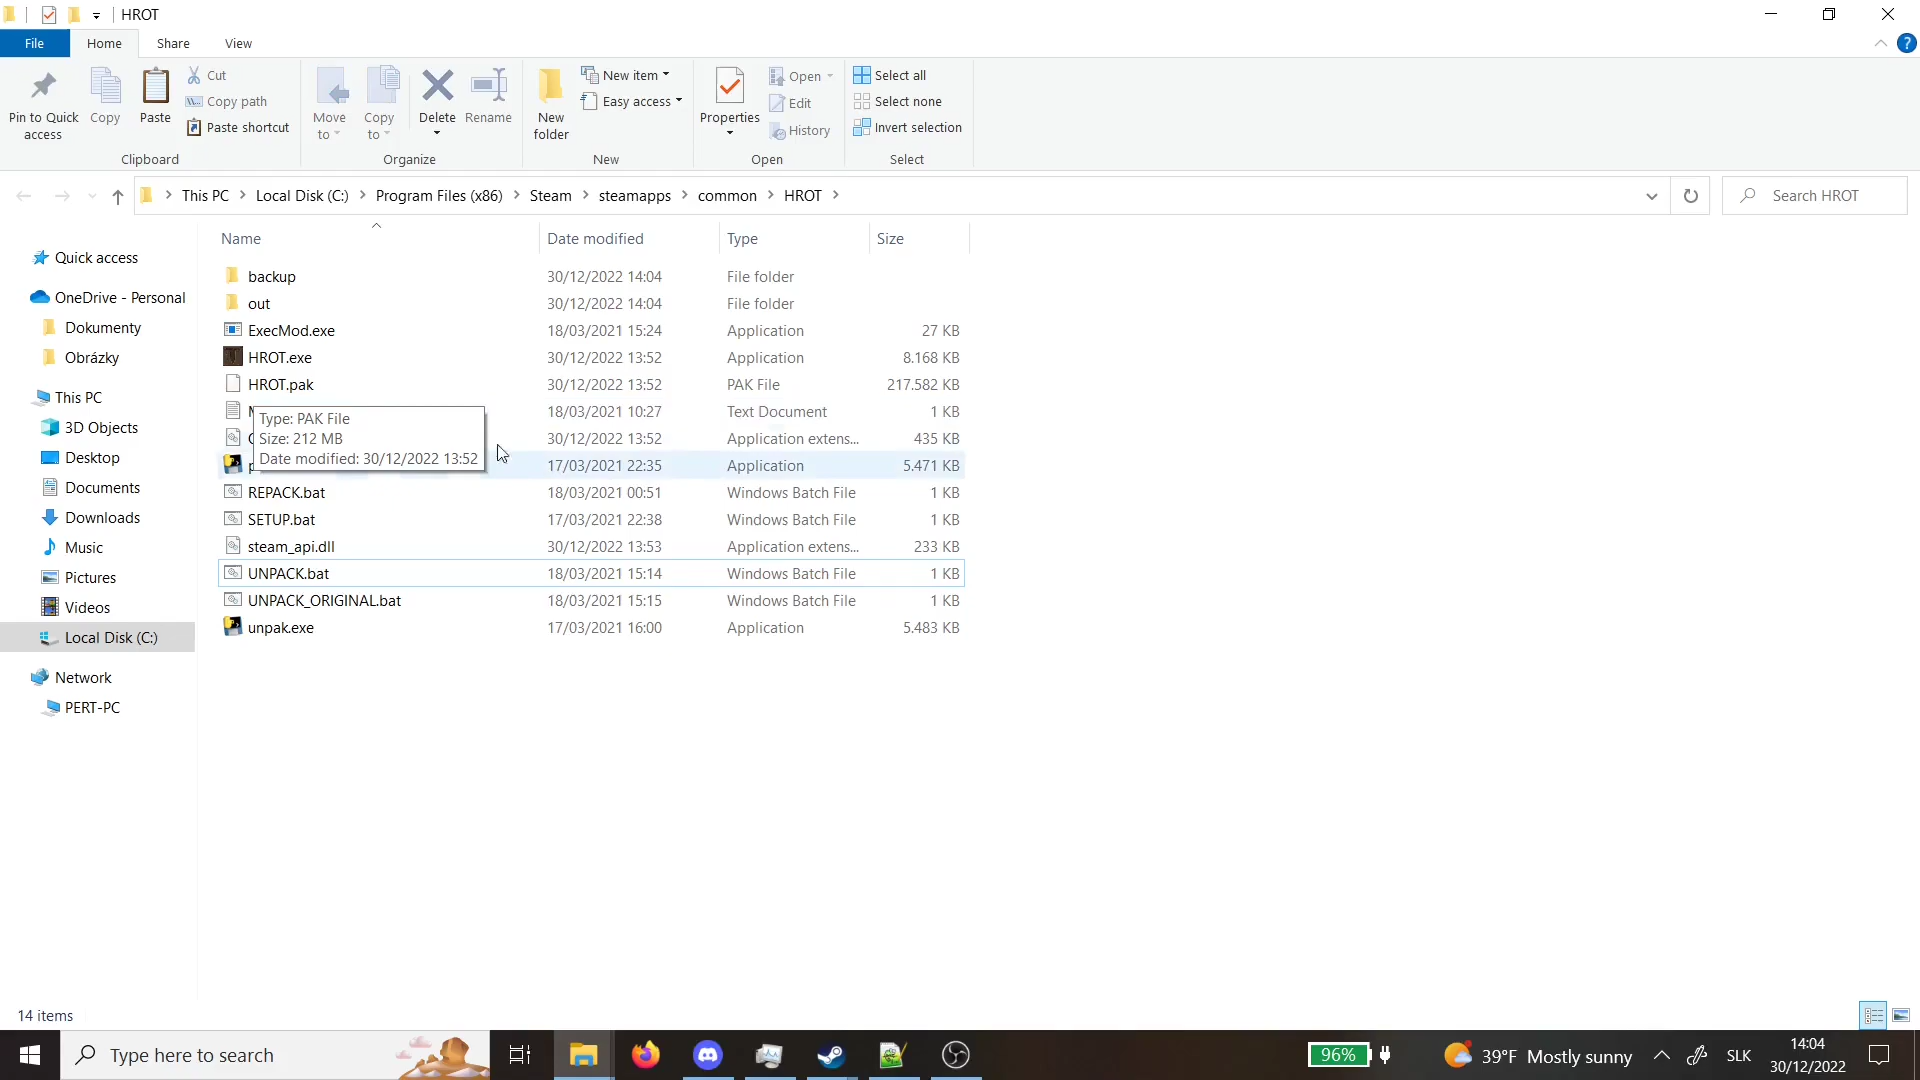 HROT
File Home Share View
Pin to Quick access
Copy
Paste
Cut
Copy path
Paste shortcut
Clipboard
Move to
Copy to
Delete
Rename
Organize
New folder
New item
Easy access
New
Properties
Open
Edit
History
Open
Select all
Select none
Invert selection
Select
This PC Local Disk (C:) Program Files (x86) Steam steamapps common HROT
Search HROT
Quick access
OneDrive - Personal
Dokumenty
Obrázky
This PC
3D Objects
Desktop
Documents
Downloads
Music
Pictures
Videos
Local Disk (C:)
Network
PERT-PC
Name Date modified Type Size
backup 30/12/2022 14:04 File folder
out 30/12/2022 14:04 File folder
ExecMod.exe 18/03/2021 15:24 Application 27 KB
HROT.exe 30/12/2022 13:52 Application 8.168 KB
HROT.pak 30/12/2022 13:52 PAK File 217.582 KB
18/03/2021 10:27 Text Document 1 KB
30/12/2022 13:52 Application extens... 435 KB
17/03/2021 22:35 Application 5.471 KB
Type: PAK File
Size: 212 MB
Date modified: 30/12/2022 13:52
REPACK.bat 18/03/2021 00:51 Windows Batch File 1 KB
SETUP.bat 17/03/2021 22:38 Windows Batch File 1 KB
steam_api.dll 30/12/2022 13:53 Application extens... 233 KB
UNPACK.bat 18/03/2021 15:14 Windows Batch File 1 KB
UNPACK_ORIGINAL.bat 18/03/2021 15:15 Windows Batch File 1 KB
unpak.exe 17/03/2021 16:00 Application 5.483 KB
14 items
Type here to search
96%
39°F Mostly sunny
SLK
14:04
30/12/2022